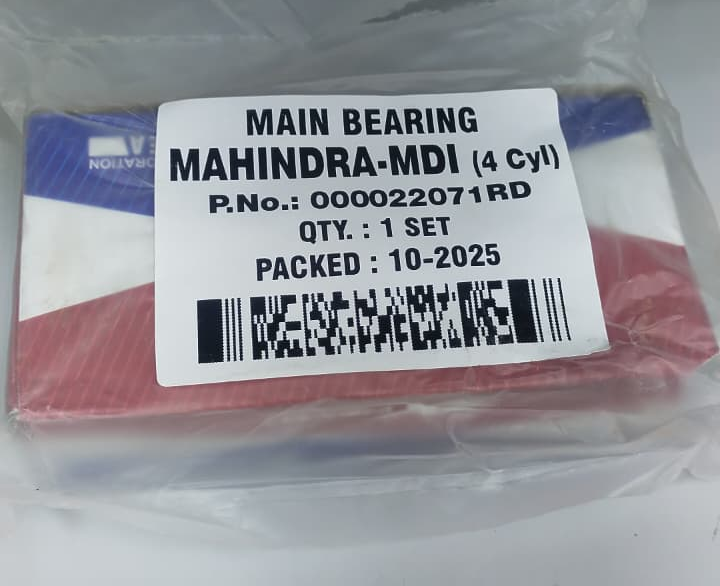 MAIN BEARING
MAHINDRA-MDI (4 Cyl)
P.No.: 000022071RD
QTY. : 1 SET
PACKED : 10-2025